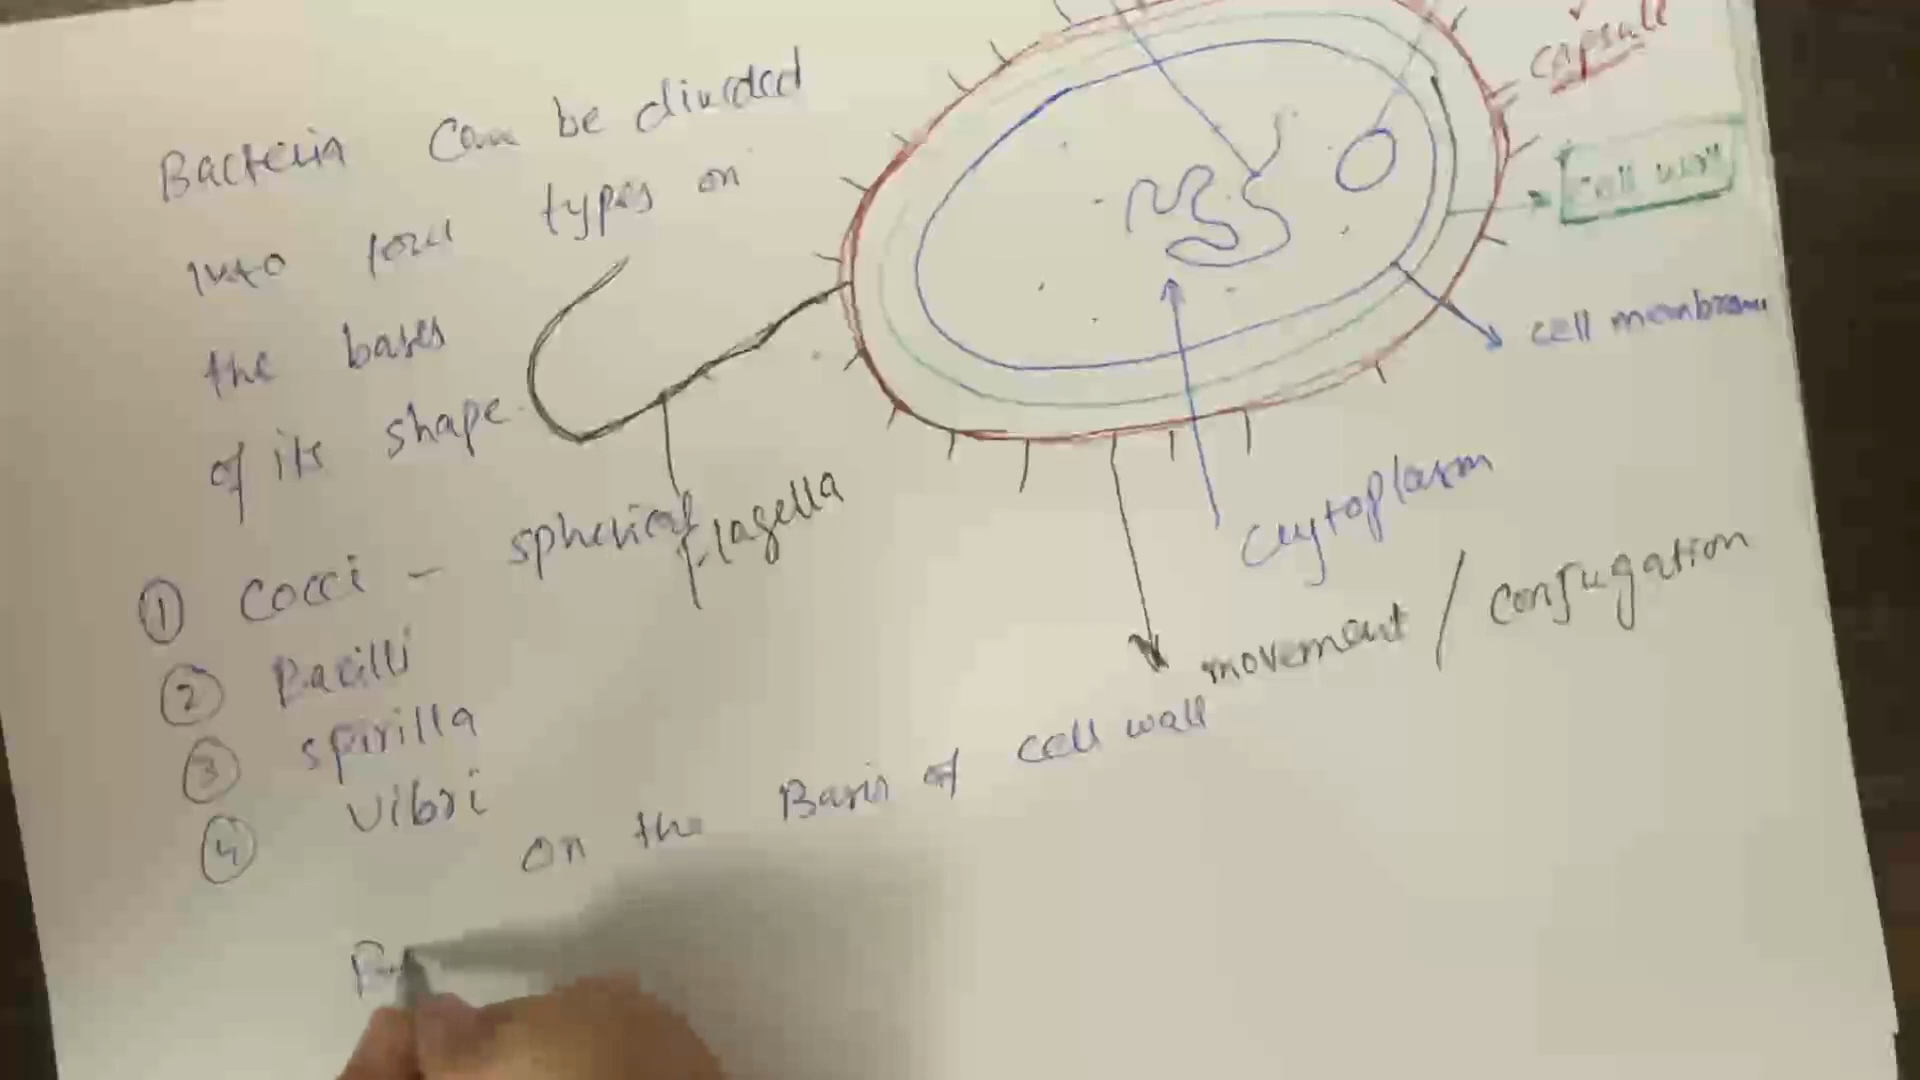 Bacteria can be divided
into four types on
the bases
of its shape.
① Cocci - spherical
② Bacilli
③ spirilla
④ vibri
on the Basis of cell wall
capsule
cell wall
cell membrane
cytoplasm
flagella
movement / conjugation